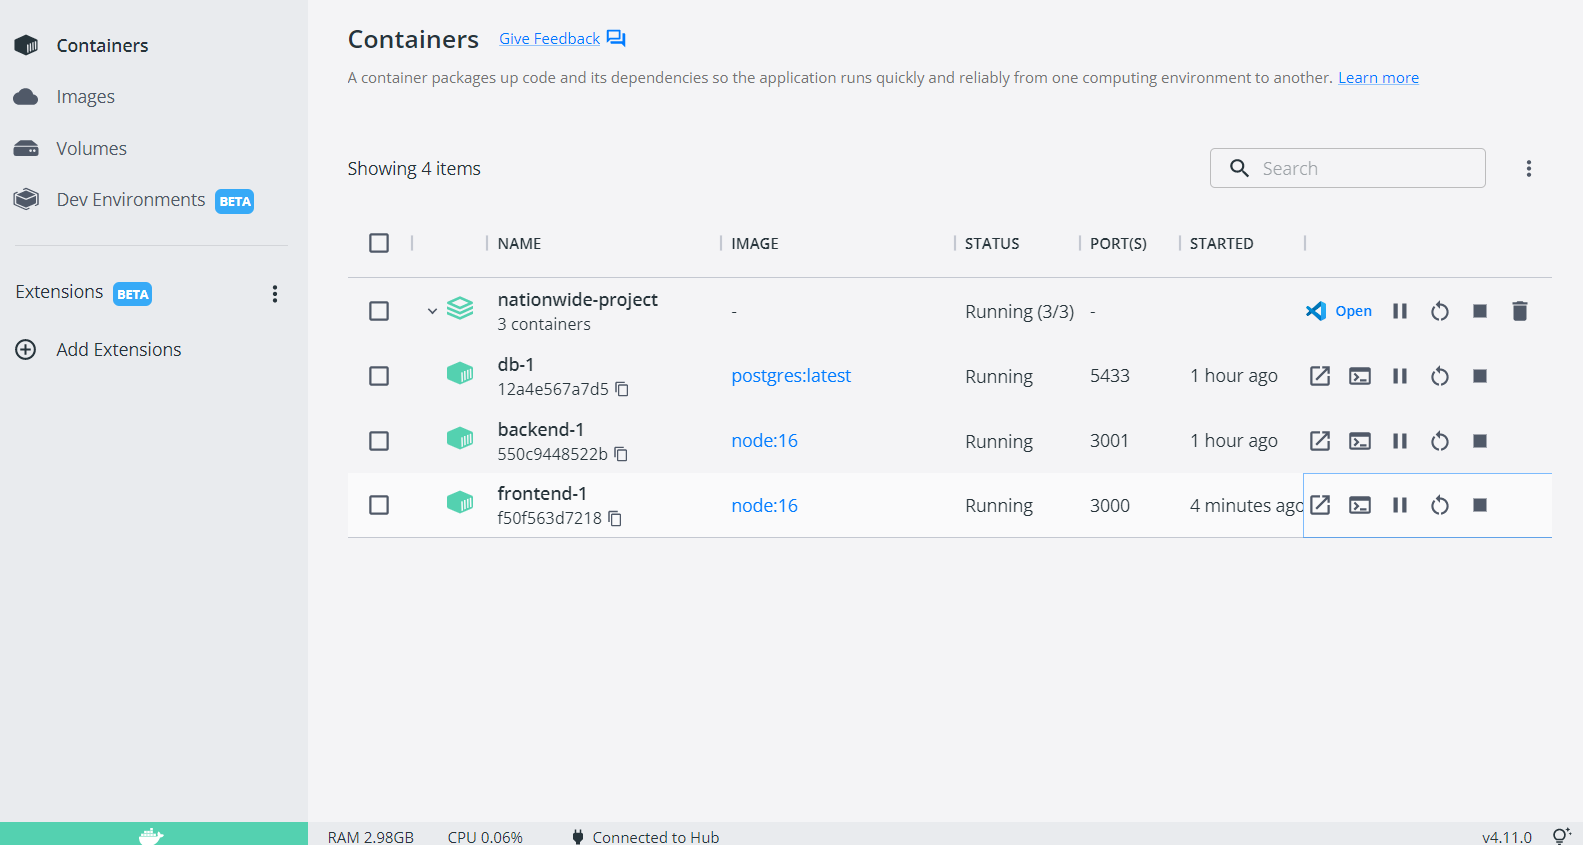 Containers
Images
Volumes
Dev Environments BETA
Extensions BETA
Add Extensions
Containers Give Feedback
A container packages up code and its dependencies so the application runs quickly and reliably from one computing environment to another. Learn more
Showing 4 items
Search
NAME IMAGE STATUS PORT(S) STARTED
nationwide-project
3 containers
- Running (3/3) - Open
db-1
12a4e567a7d5
postgres:latest Running 5433 1 hour ago
backend-1
550c9448522b
node:16 Running 3001 1 hour ago
frontend-1
f50f563d7218
node:16 Running 3000 4 minutes ago
RAM 2.98GB CPU 0.06% Connected to Hub v4.11.0